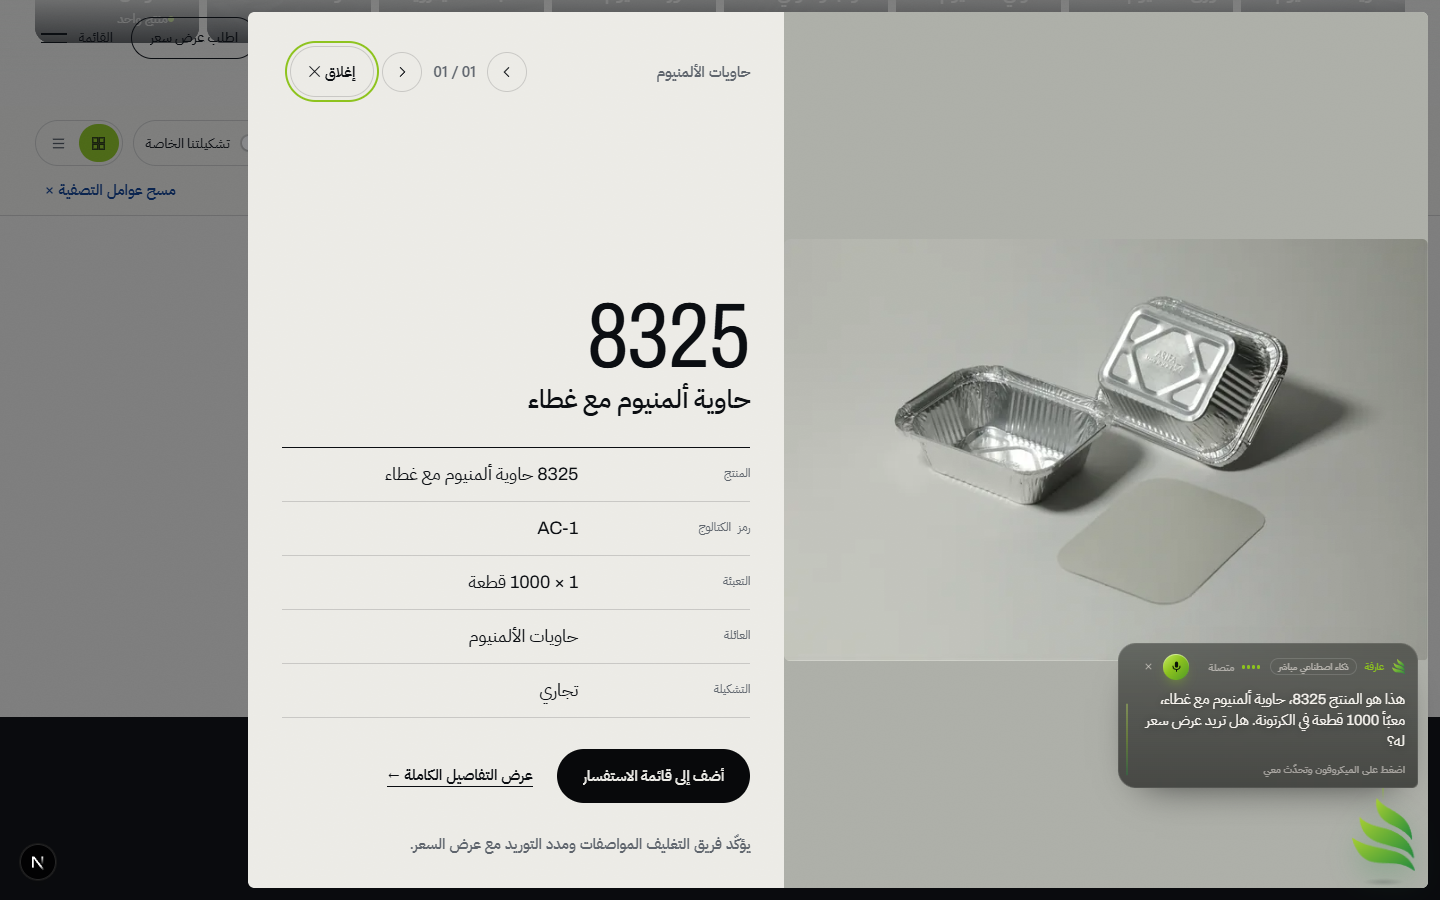 منتج واحد
القائمة
اطلب عرض سعر
تشكيلتنا الخاصة
مسح عوامل التصفية ×
حاويات الألمنيوم
01 / 01
إغلاق
8325
حاوية ألمنيوم مع غطاء
المنتج
8325 حاوية ألمنيوم مع غطاء
رمز الكتالوج
AC-1
التعبئة
1 × 1000 قطعة
العائلة
حاويات الألمنيوم
التشكيلة
تجاري
أضف إلى قائمة الاستفسار
عرض التفاصيل الكاملة ←
يؤكّد فريق التغليف المواصفات ومدد التوريد مع عرض السعر.
عارفة
ذكاء اصطناعي مباشر
متصلة
×
هذا هو المنتج 8325، حاوية ألمنيوم مع غطاء،
معبّأ 1000 قطعة في الكرتونة. هل تريد عرض سعر
له؟
اضغط على الميكروفون وتحدّث معي
N